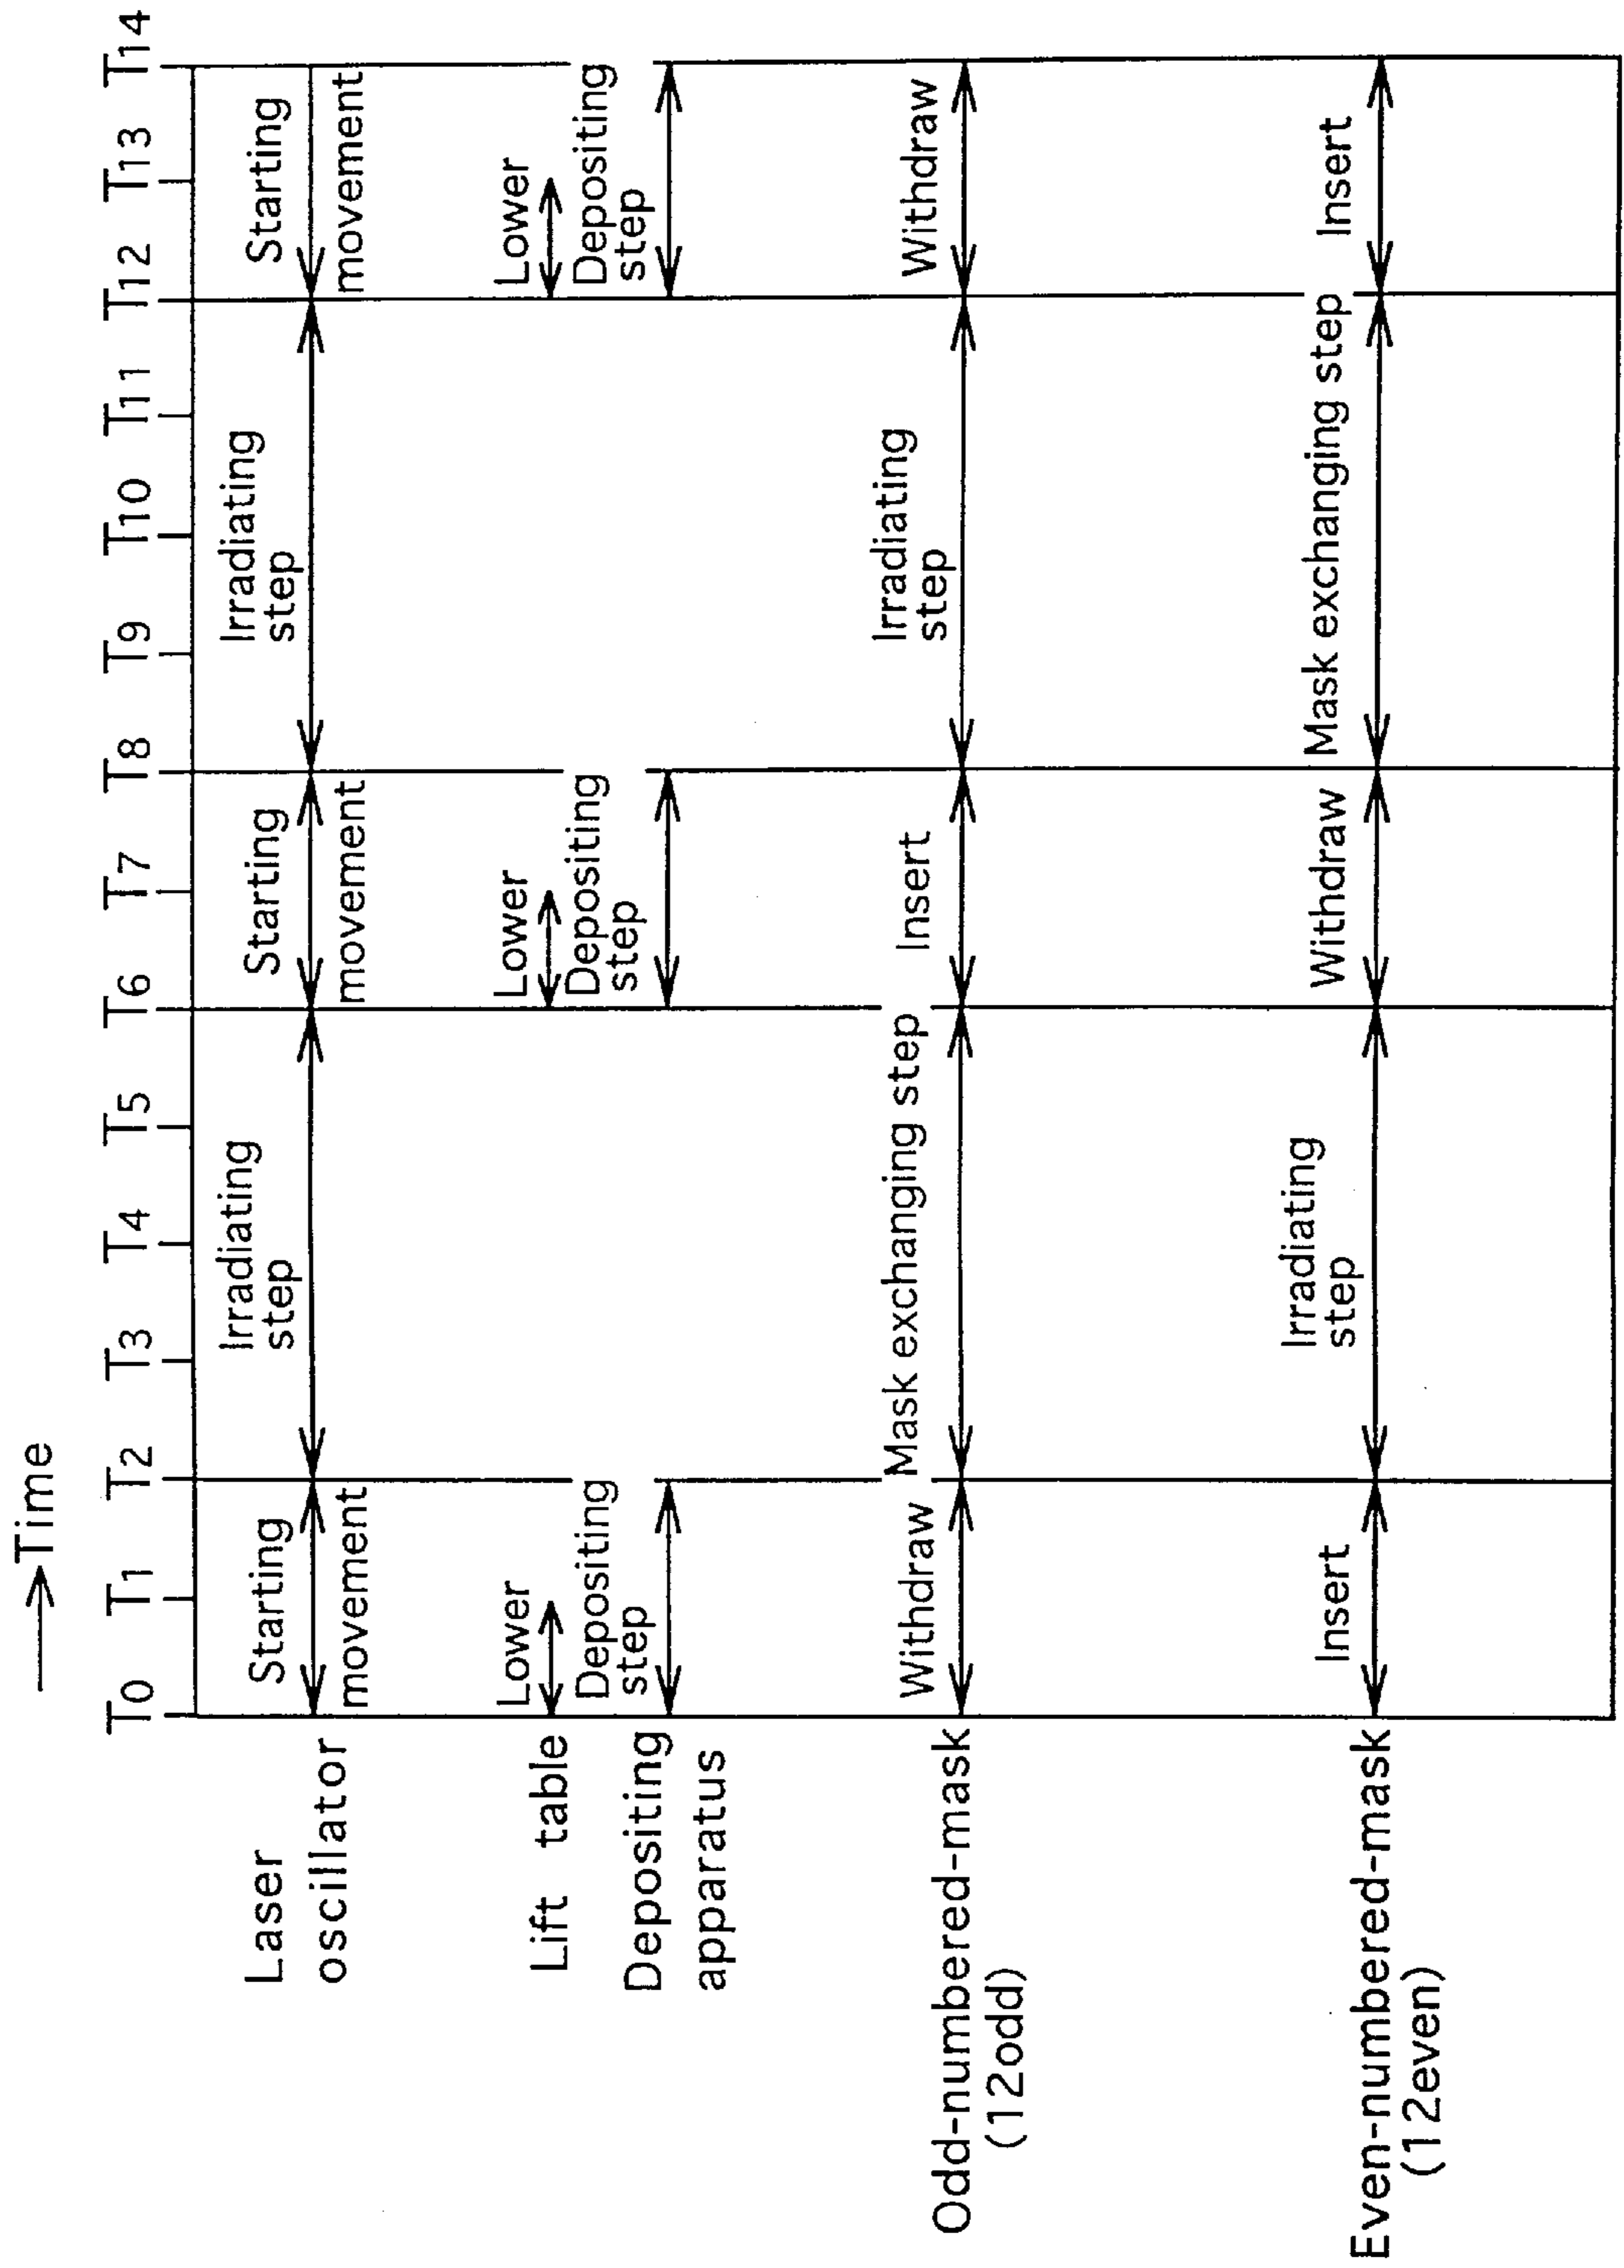 Time
T0 T1 T2 T3 T4 T5 T6 T7 T8 T9 T10 T11 T12 T13 T14
Laser
oscillator
Starting
movement
Irradiating
step
Starting
movement
Irradiating
step
Starting
movement
Lift table
Lower
Lower
Lower
Depositing
apparatus
Depositing
step
Depositing
step
Depositing
step
Odd-numbered-mask
(12odd)
Withdraw
Mask exchanging step
Insert
Irradiating
step
Withdraw
Even-numbered-mask
(12even)
Insert
Irradiating
step
Withdraw
Mask exchanging step
Insert